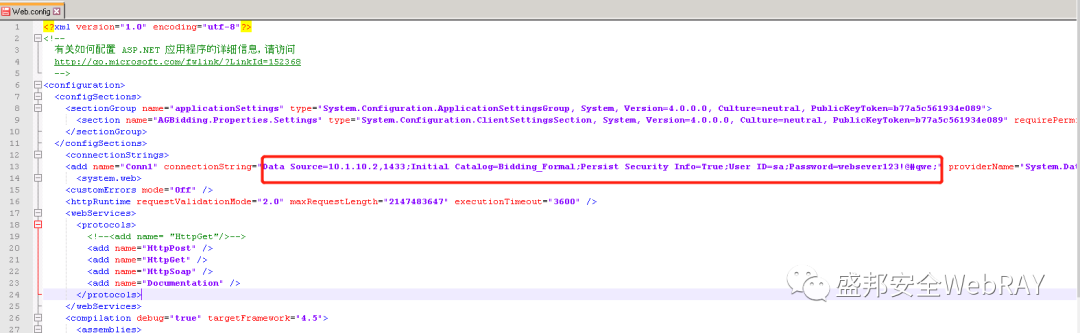 Web.config
1 <?xml version="1.0" encoding="utf-8"?>
2 <!--
3 有关如何配置 ASP.NET 应用程序的详细信息,请访问
4 http://go.microsoft.com/fwlink/?LinkId=152368
5 -->
6 <configuration>
7 <configSections>
8 <sectionGroup name="applicationSettings" type="System.Configuration.ApplicationSettingsGroup, System, Version=4.0.0.0, Culture=neutral, PublicKeyToken=b77a5c561934e089">
9 <section name="AGBidding.Properties.Settings" type="System.Configuration.ClientSettingsSection, System, Version=4.0.0.0, Culture=neutral, PublicKeyToken=b77a5c561934e089" requirePermi
10 </sectionGroup>
11 </configSections>
12 <connectionStrings>
13 <add name="Conn1" connectionString="Data Source=10.1.10.2,1433;Initial Catalog=Bidding_Formal;Persist Security Info=True;User ID=sa;Password=websever123!@#qwe;" providerName="System.Dat
14 <system.web>
15 <customErrors mode="Off" />
16 <httpRuntime requestValidationMode="2.0" maxRequestLength="2147483647" executionTimeout="3600" />
17 <webServices>
18 <protocols>
19 <!--<add name= "HttpGet"/>-->
20 <add name="HttpPost" />
21 <add name="HttpGet" />
22 <add name="HttpSoap" />
23 <add name="Documentation" />
24 </protocols>
25 </webServices>
26 <compilation debug="true" targetFramework="4.5">
27 <assemblies>
盛邦安全WebRAY